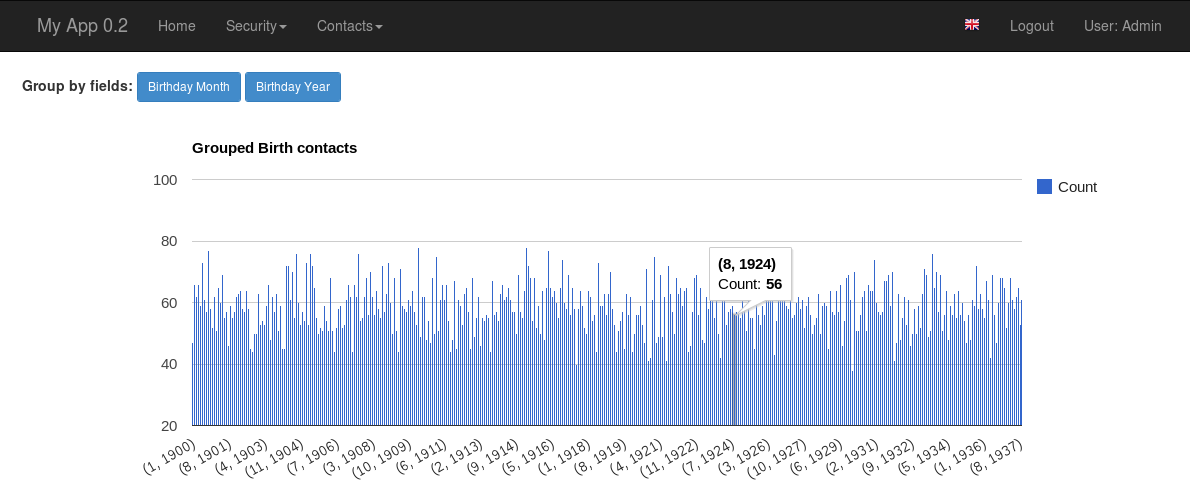 My App 0.2 Home Security Contacts Logout User: Admin
Group by fields: Birthday Month Birthday Year
Grouped Birth contacts
100
Count
80
(8, 1924)
Count: 56
60
40
20
(1, 1900) (8, 1901) (4, 1903) (11, 1904) (7, 1906) (3, 1908) (10, 1909) (6, 1911) (2, 1913) (9, 1914) (5, 1916) (1, 1918) (8, 1919) (4, 1921) (11, 1922) (7, 1924) (3, 1926) (10, 1927) (6, 1929) (2, 1931) (9, 1932) (5, 1934) (1, 1936) (8, 1937)